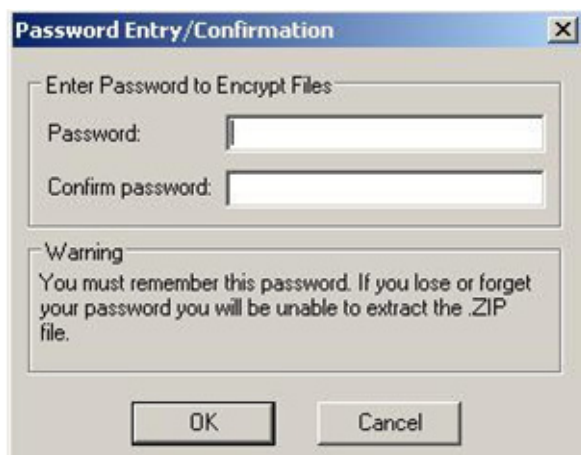 Password Entry/Confirmation
Enter Password to Encrypt Files
Password:
Confirm password:
Warning
You must remember this password. If you lose or forget
your password you will be unable to extract the .ZIP
file.
OK
Cancel